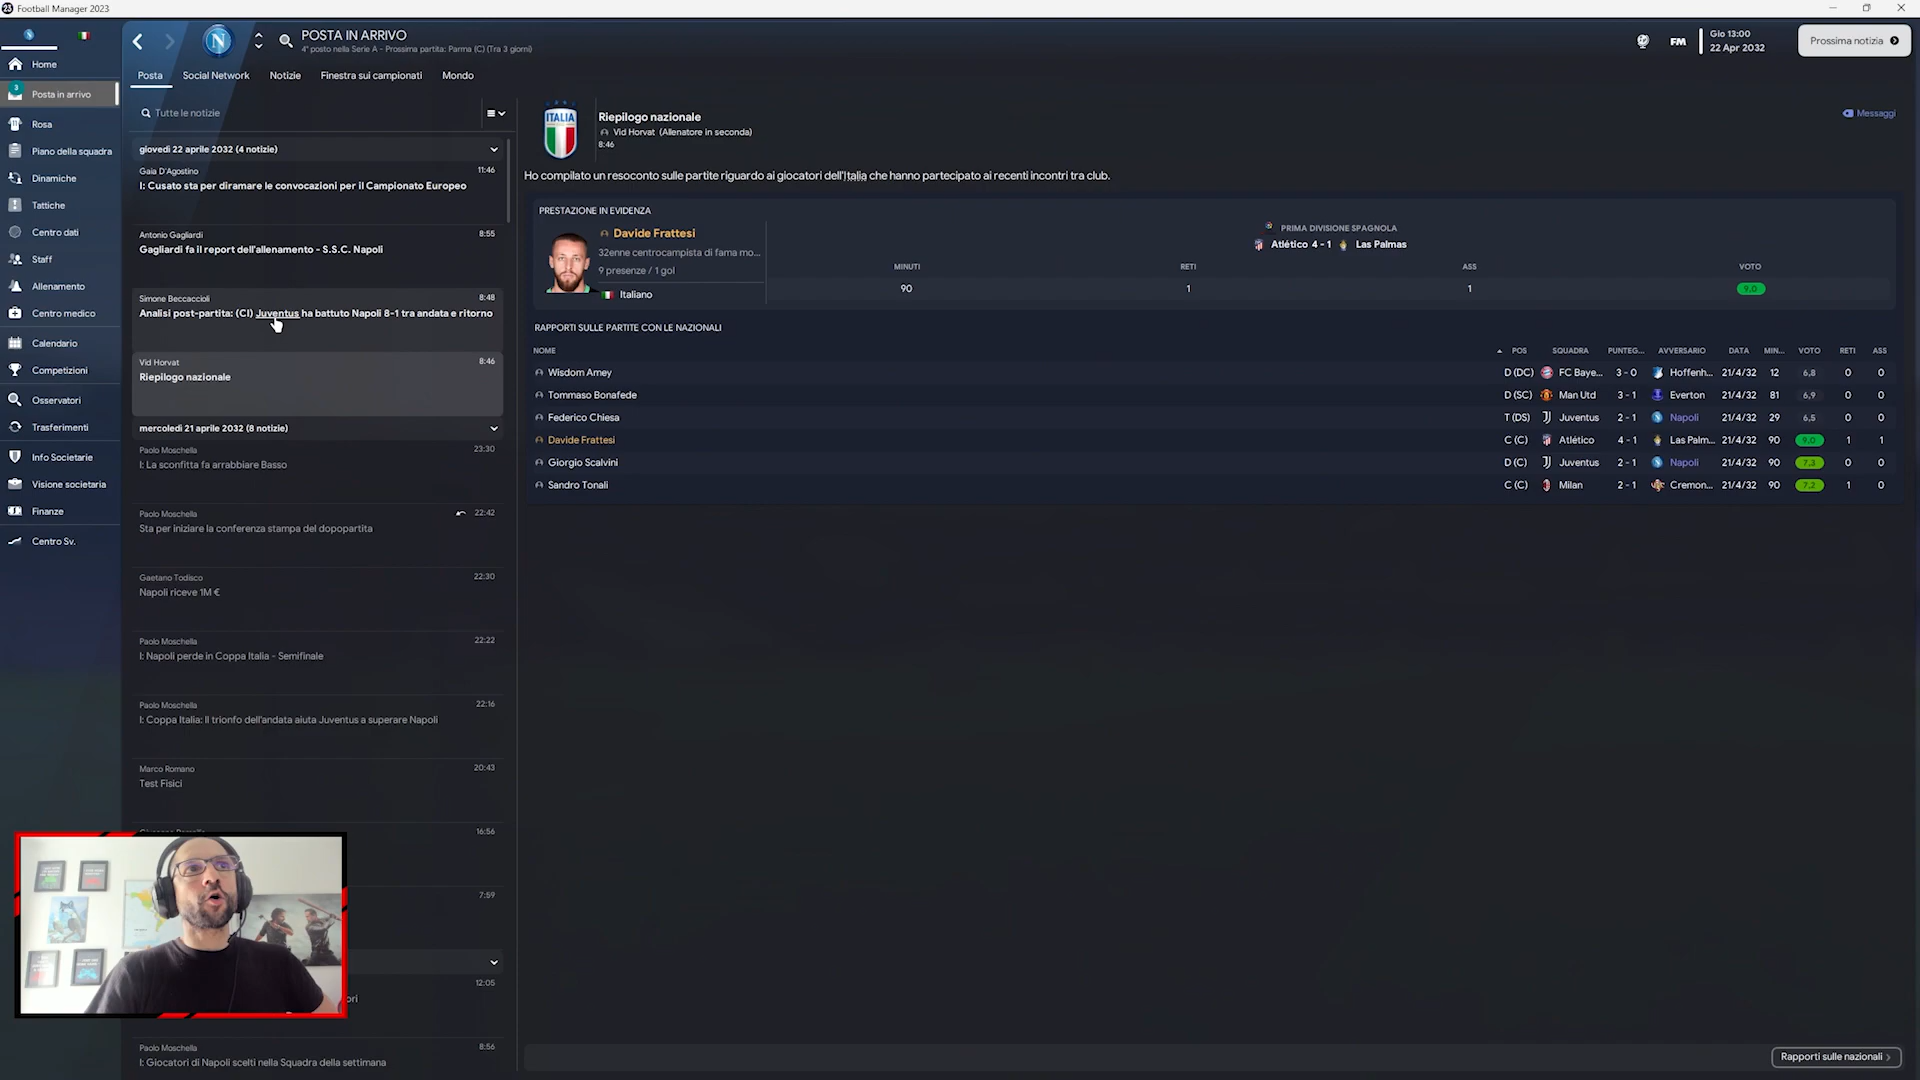 Football Manager 2023
POSTA IN ARRIVO
4° posto nella Serie A - Prossima partita: Parma (C) (Tra 3 giorni)
FM
Gio 13:00
22 Apr 2032
Prossima notizia
Posta
Social Network
Notizie
Finestra sui campionati
Mondo
Home
3
Posta in arrivo
Rosa
Piano della squadra
Dinamiche
Tattiche
Centro dati
Staff
Allenamento
Centro medico
Calendario
Competizioni
Osservatori
Trasferimenti
Info Societarie
Visione societaria
Finanze
Centro Sv.
Tutte le notizie
giovedì 22 aprile 2032 (4 notizie)
Gaia D'Agostino 11:46
I: Cusato sta per diramare le convocazioni per il Campionato Europeo
Antonio Gagliardi 8:55
Gagliardi fa il report dell'allenamento - S.S.C. Napoli
Simone Beccaccioli 8:48
Analisi post-partita: (CI) Juventus ha battuto Napoli 8-1 tra andata e ritorno
Vid Horvat 8:46
Riepilogo nazionale
mercoledì 21 aprile 2032 (8 notizie)
Paolo Moschella 23:30
I: La sconfitta fa arrabbiare Basso
Paolo Moschella 22:42
Sta per iniziare la conferenza stampa del dopopartita
Gaetano Todisco 22:30
Napoli riceve 1M €
Paolo Moschella 22:22
I: Napoli perde in Coppa Italia - Semifinale
Paolo Moschella 22:16
I: Coppa Italia: Il trionfo dell'andata aiuta Juventus a superare Napoli
Marco Romano 20:43
Test Fisici
16:56
7:59
12:05
ori
Paolo Moschella 8:56
I: Giocatori di Napoli scelti nella Squadra della settimana
ITALIA
Riepilogo nazionale
Vid Horvat (Allenatore in seconda)
8:46
Messaggi
Ho compilato un resoconto sulle partite riguardo ai giocatori dell'Italia che hanno partecipato ai recenti incontri tra club.
PRESTAZIONE IN EVIDENZA
Davide Frattesi
32enne centrocampista di fama mo...
9 presenze / 1 gol
Italiano
PRIMA DIVISIONE SPAGNOLA
Atlético 4 - 1 Las Palmas
MINUTI RETI ASS VOTO
90 1 1 9,0
RAPPORTI SULLE PARTITE CON LE NAZIONALI
NOME POS SQUADRA PUNTEG... AVVERSARIO DATA MIN... VOTO RETI ASS
Wisdom Amey D (DC) FC Baye... 3 - 0 Hoffenh... 21/4/32 12 6,8 0 0
Tommaso Bonafede D (SC) Man Utd 3 - 1 Everton 21/4/32 81 6,9 0 0
Federico Chiesa T (DS) Juventus 2 - 1 Napoli 21/4/32 29 6,5 0 0
Davide Frattesi C (C) Atlético 4 - 1 Las Palm... 21/4/32 90 9,0 1 1
Giorgio Scalvini D (C) Juventus 2 - 1 Napoli 21/4/32 90 7,3 0 0
Sandro Tonali C (C) Milan 2 - 1 Cremon... 21/4/32 90 7,2 1 0
Rapporti sulle nazionali